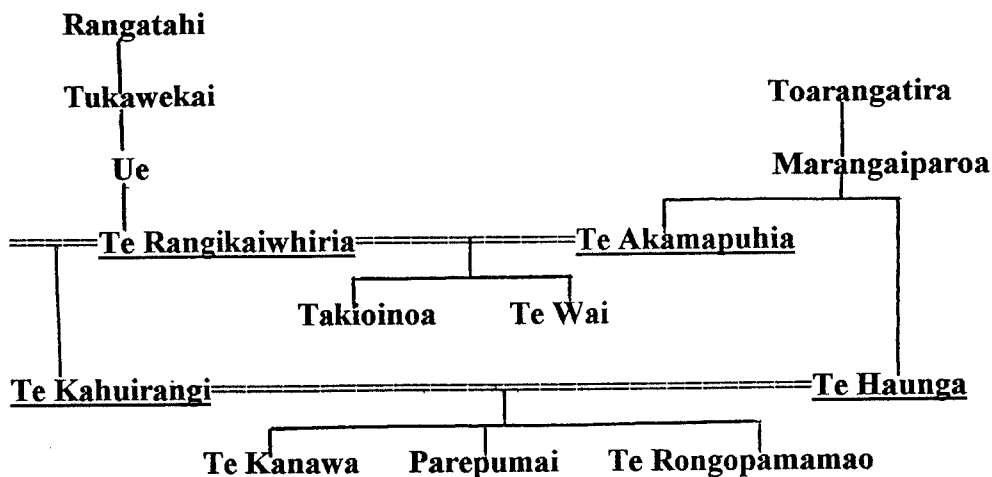 Rangatahi
Tukawekai
Toarangatira
Ue
Marangaiparoa
Te Rangikaiwhiria
Te Akamapuhia
Takioinoa
Te Wai
Te Kahuirangi
Te Haunga
Te Kanawa
Parepumai
Te Rongopamamao